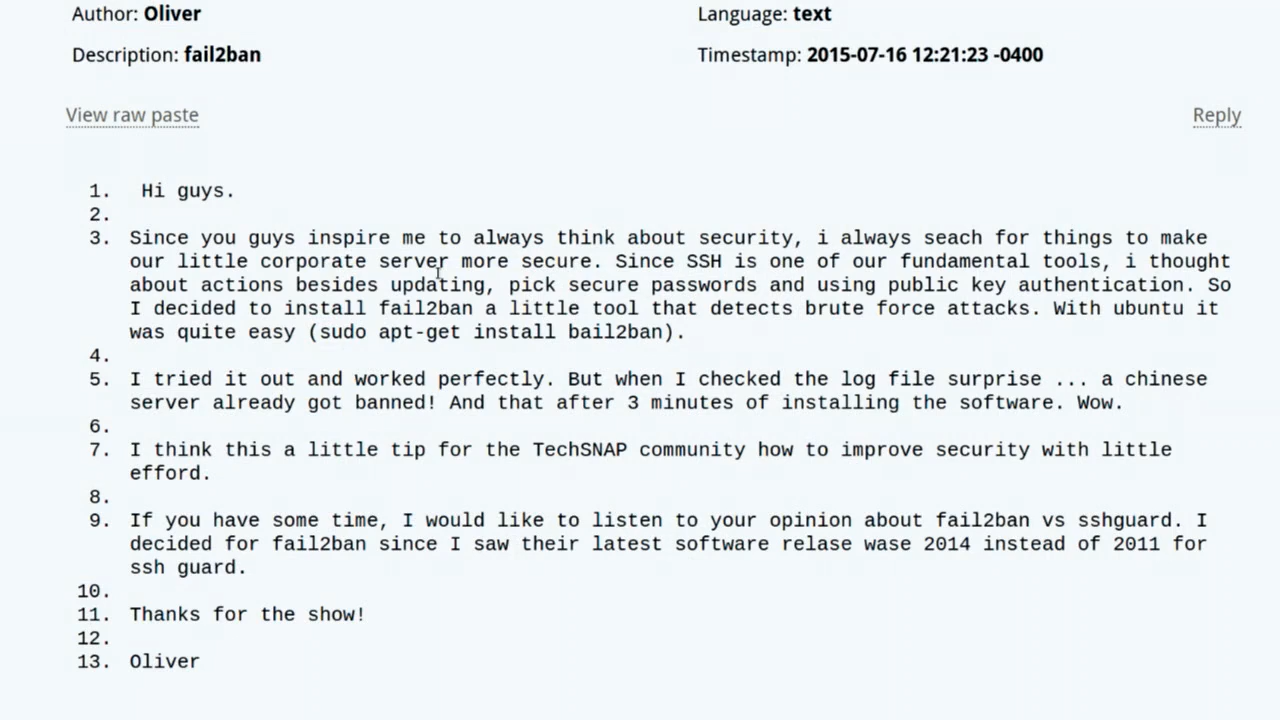 Author: Oliver
Language: text
Description: fail2ban
Timestamp: 2015-07-16 12:21:23 -0400
View raw paste
Reply
1. Hi guys.
2.
3. Since you guys inspire me to always think about security, i always seach for things to make
our little corporate server more secure. Since SSH is one of our fundamental tools, i thought
about actions besides updating, pick secure passwords and using public key authentication. So
I decided to install fail2ban a little tool that detects brute force attacks. With ubuntu it
was quite easy (sudo apt-get install bail2ban).
4.
5. I tried it out and worked perfectly. But when I checked the log file surprise ... a chinese
server already got banned! And that after 3 minutes of installing the software. Wow.
6.
7. I think this a little tip for the TechSNAP community how to improve security with little
efford.
8.
9. If you have some time, I would like to listen to your opinion about fail2ban vs sshguard. I
decided for fail2ban since I saw their latest software relase wase 2014 instead of 2011 for
ssh guard.
10.
11. Thanks for the show!
12.
13. Oliver